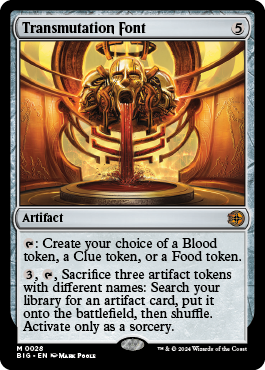 Transmutation Font 5
Artifact
: Create your choice of a Blood
token, a Clue token, or a Food token.
3, , Sacrifice three artifact tokens
with different names: Search your
library for an artifact card, put it
onto the battlefield, then shuffle.
Activate only as a sorcery.
M 0028
BIG • EN Mark Poole
™ & © 2024 Wizards of the Coast